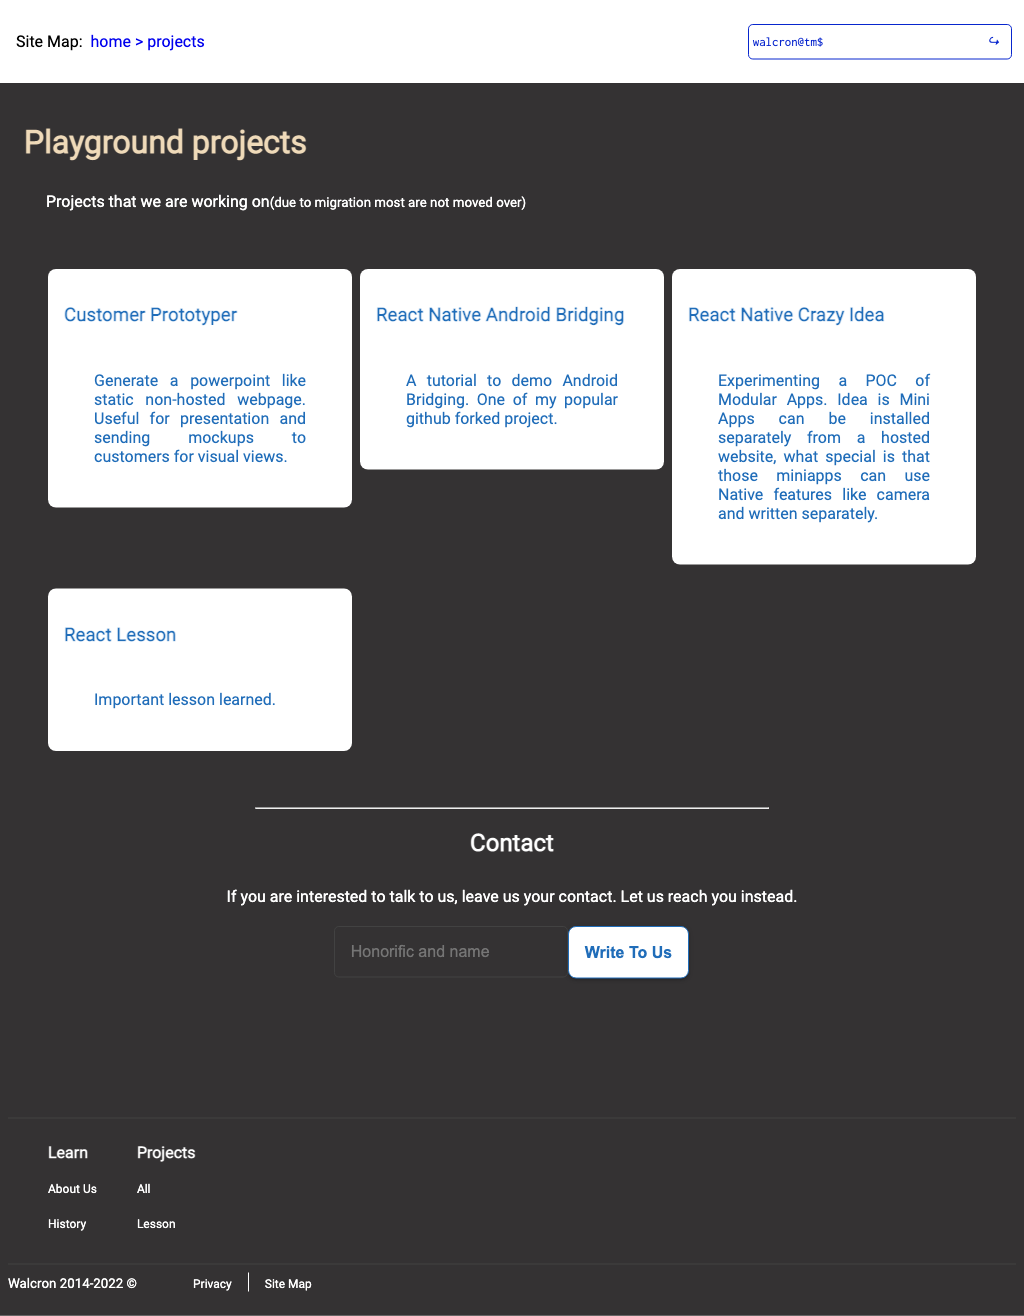 Site Map: home > projects
walcron@tm$
Playground projects
Projects that we are working on(due to migration most are not moved over)
Customer Prototyper
Generate a powerpoint like
static non-hosted webpage.
Useful for presentation and
sending mockups to
customers for visual views.
React Native Android Bridging
A tutorial to demo Android
Bridging. One of my popular
github forked project.
React Native Crazy Idea
Experimenting a POC of
Modular Apps. Idea is Mini
Apps can be installed
separately from a hosted
website, what special is that
those miniapps can use
Native features like camera
and written separately.
React Lesson
Important lesson learned.
Contact
If you are interested to talk to us, leave us your contact. Let us reach you instead.
Honorific and name
Write To Us
Learn
About Us
History
Projects
All
Lesson
Walcron 2014-2022 ©
Privacy
Site Map